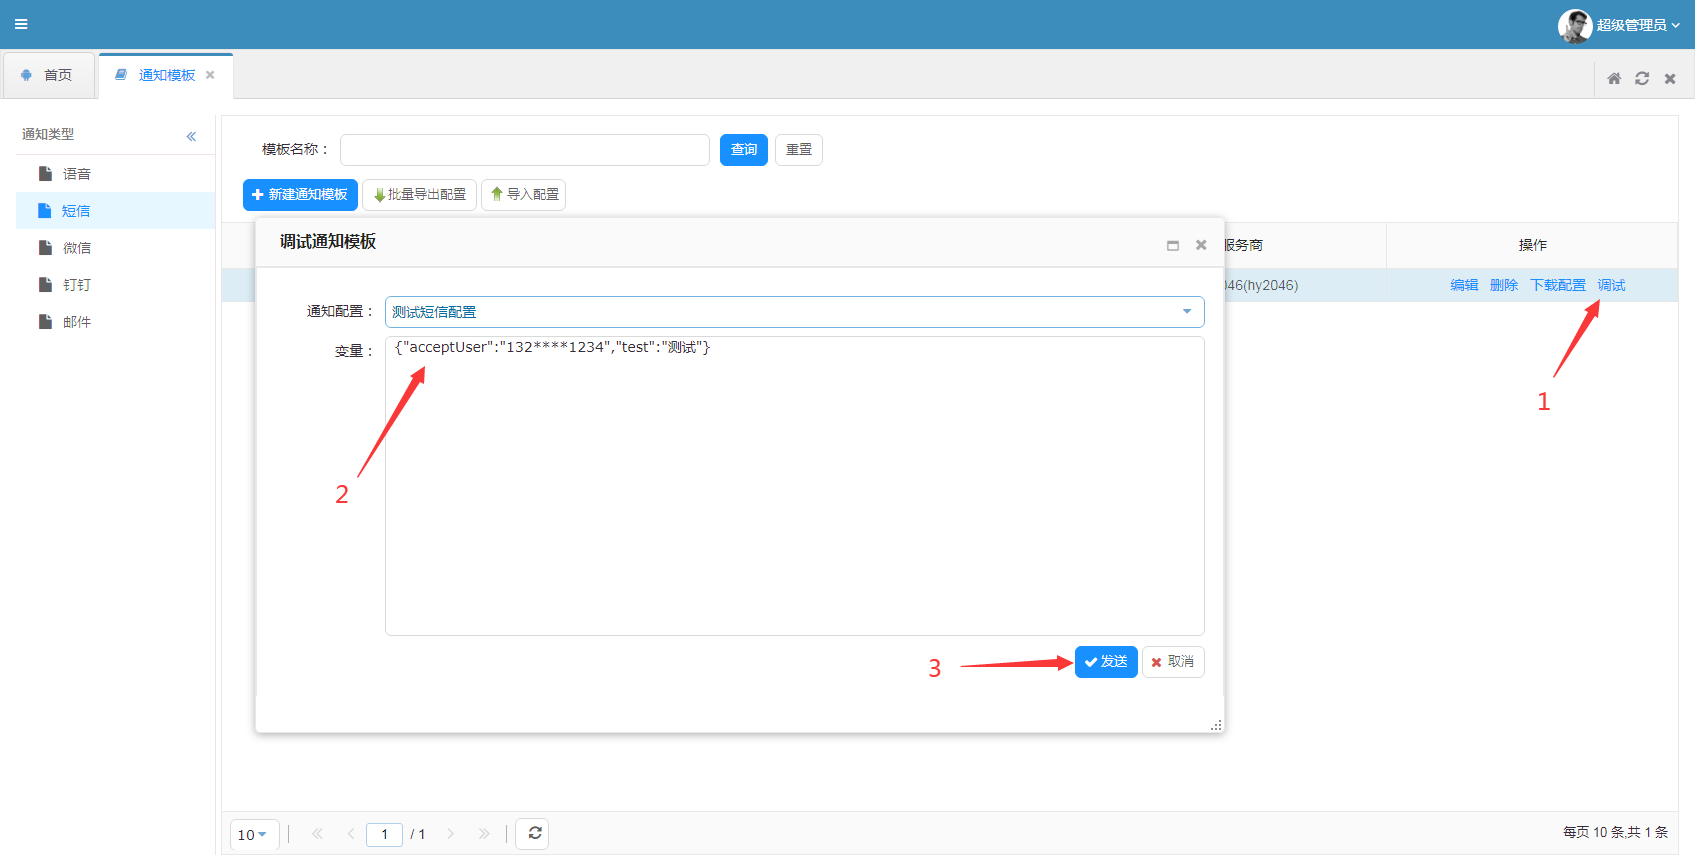 超级管理员
首页
通知模板
通知类型
语音
短信
微信
钉钉
邮件
模板名称：
查询
重置
新建通知模板
批量导出配置
导入配置
服务商
操作
046(hy2046)
编辑 删除 下载配置 调试
调试通知模板
通知配置：
测试短信配置
变量：
{"acceptUser":"132****1234","test":"测试"}
1
2
3
发送
取消
10
1
/ 1
每页 10 条,共 1 条